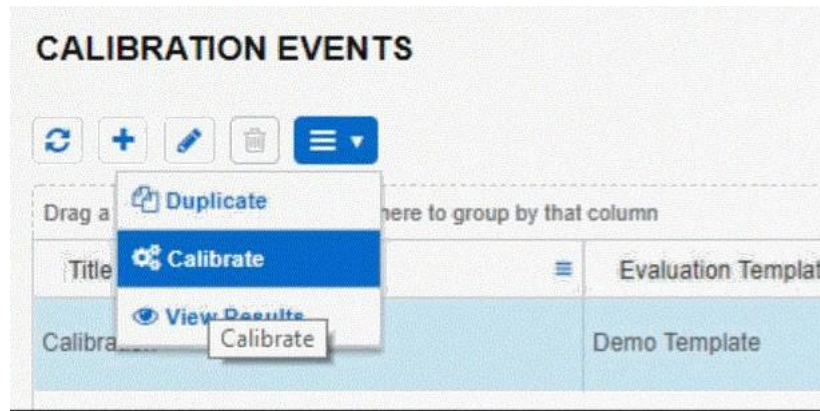 CALIBRATION EVENTS
Duplicate
Drag a
here to group by that column
Calibrate
Title
Evaluation Templat
View Results
Calibrate
Demo Template